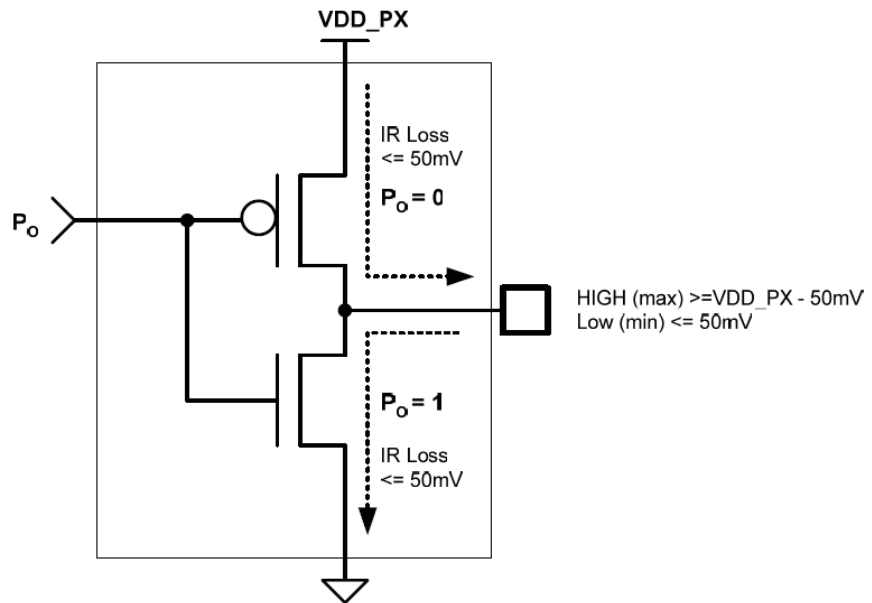 VDD_PX
IR Loss
<= 50mV
Po = 0
Po
HIGH (max) >=VDD_PX - 50mV
Low (min) <= 50mV
Po = 1
IR Loss
<= 50mV